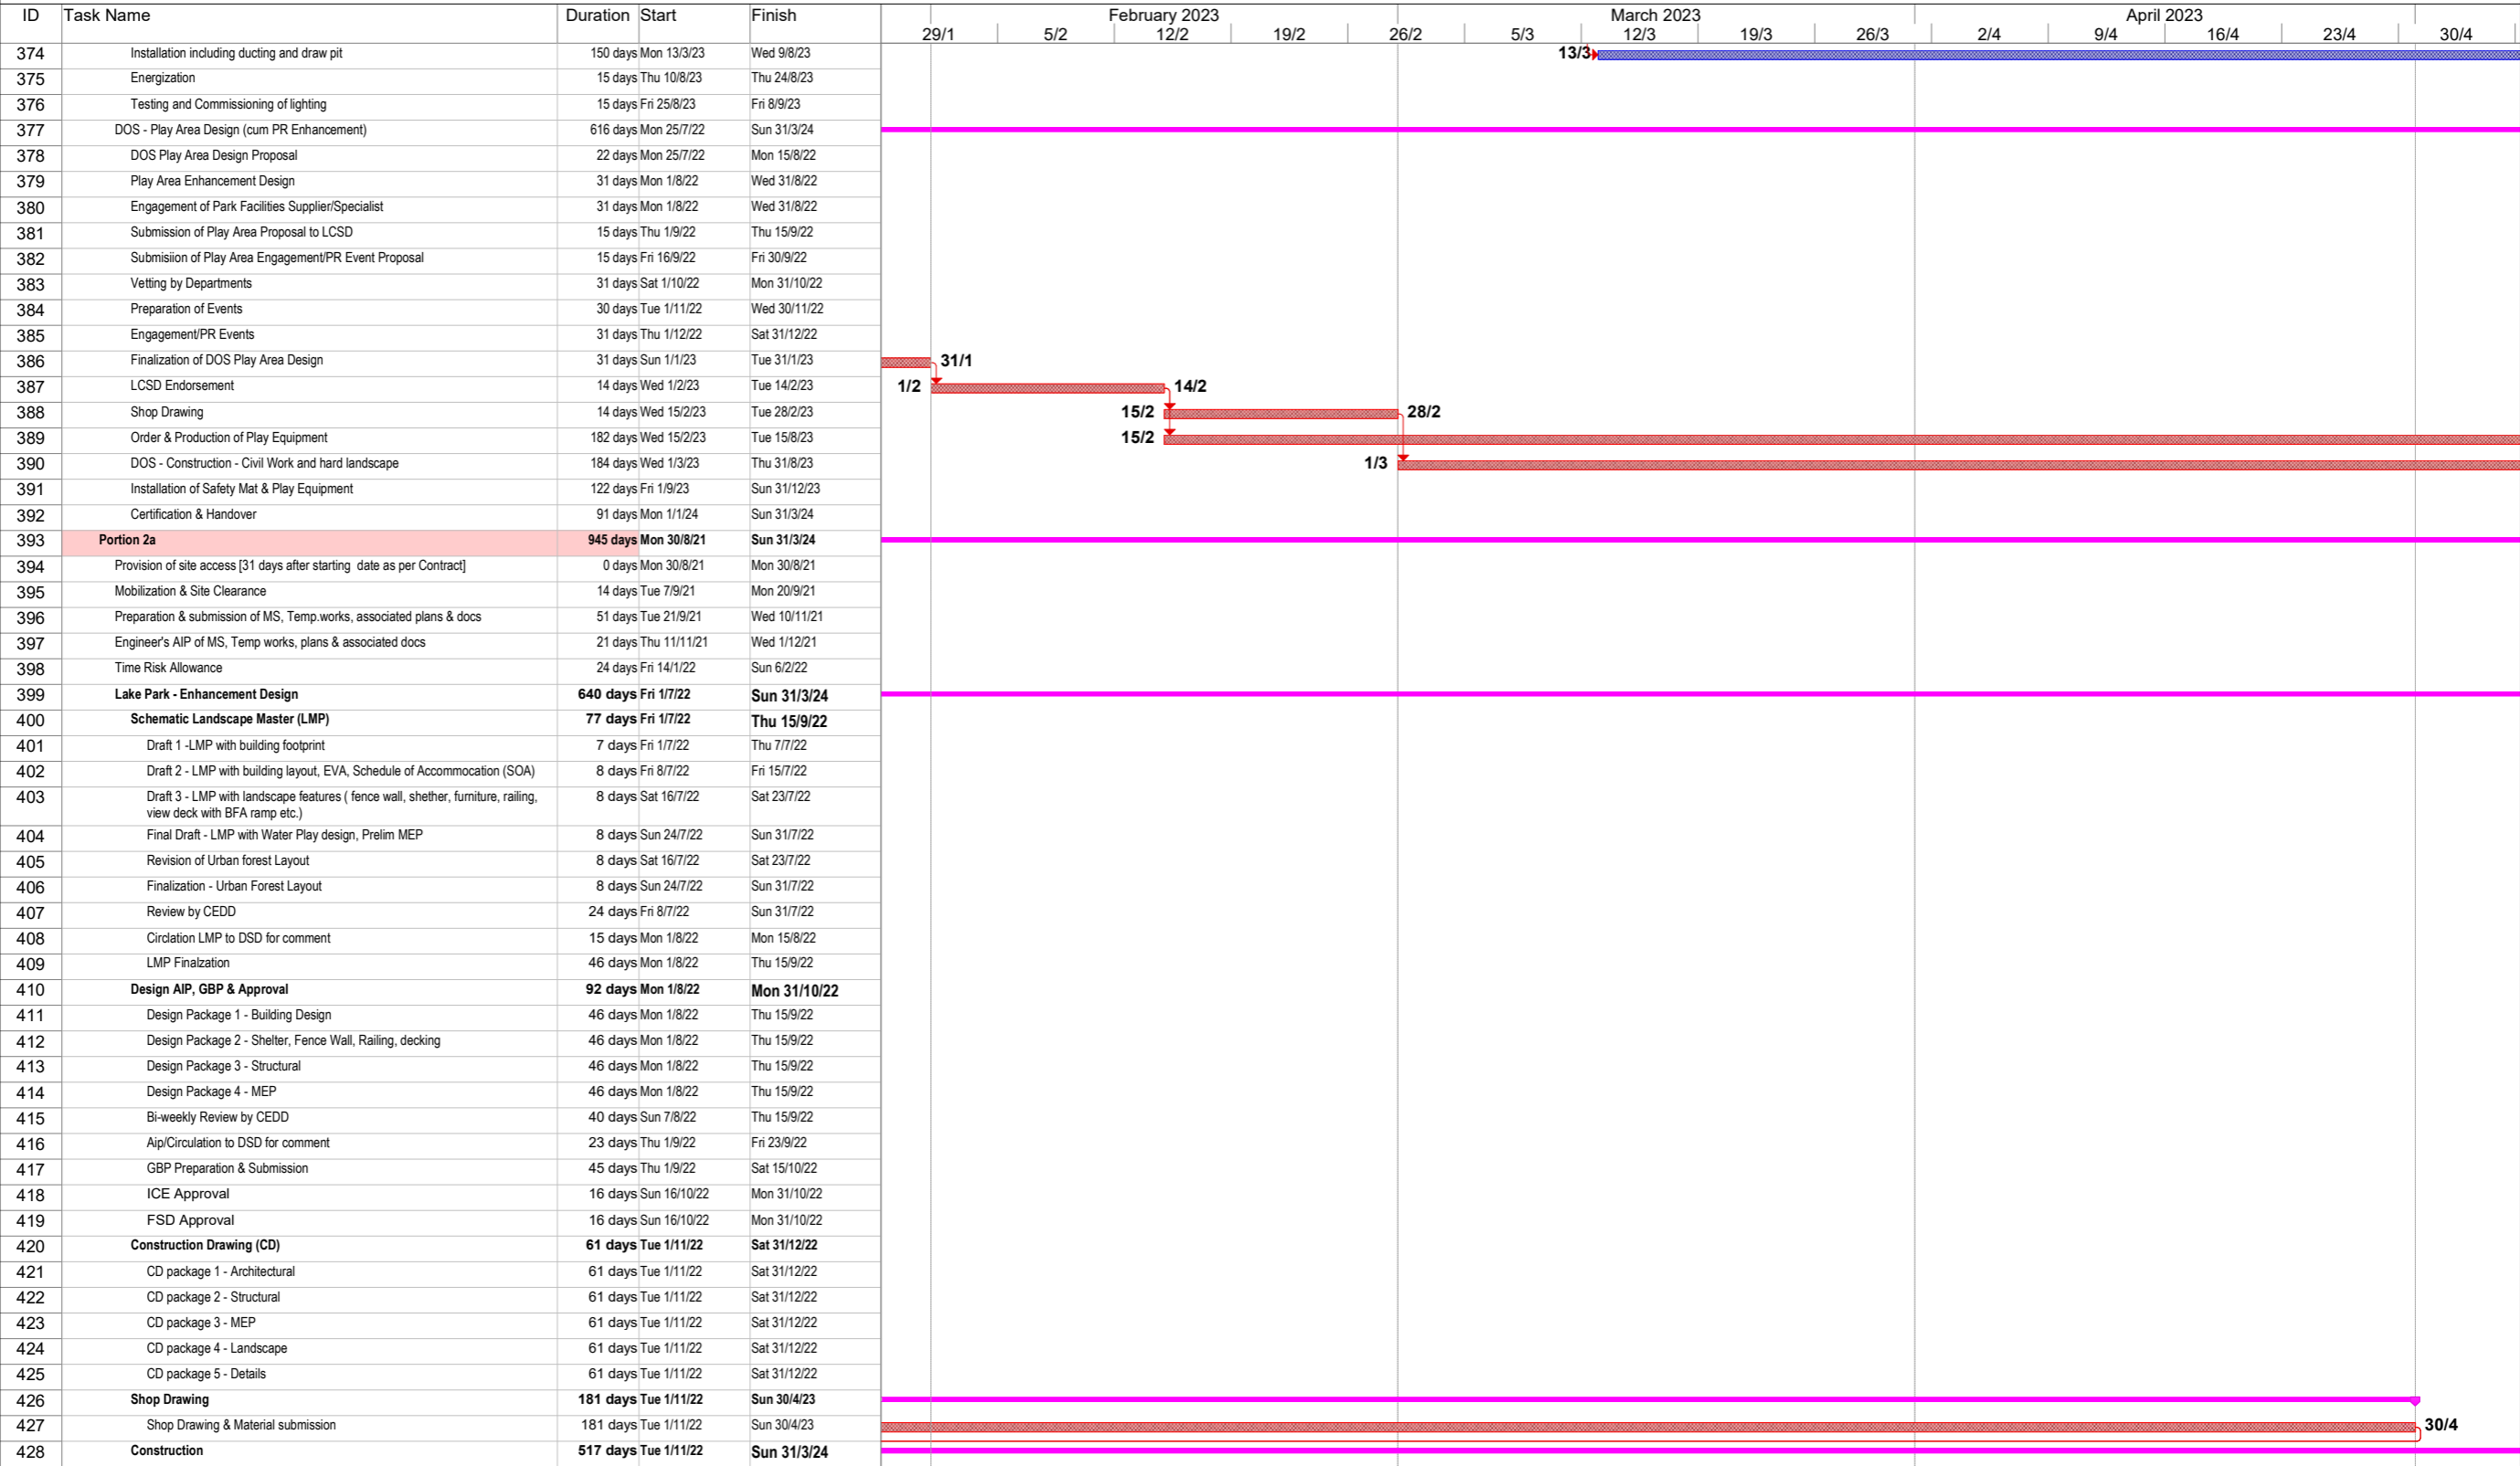 ID Task Name Duration Start Finish February 2023 March 2023 April 2023
29/1 5/2 12/2 19/2 26/2 5/3 12/3 19/3 26/3 2/4 9/4 16/4 23/4 30/4
374 Installation including ducting and draw pit 150 days Mon 13/3/23 Wed 9/8/23 13/3
375 Energization 15 days Thu 10/8/23 Thu 24/8/23
376 Testing and Commissioning of lighting 15 days Fri 25/8/23 Fri 8/9/23
377 DOS - Play Area Design (cum PR Enhancement) 616 days Mon 25/7/22 Sun 31/3/24
378 DOS Play Area Design Proposal 22 days Mon 25/7/22 Mon 15/8/22
379 Play Area Enhancement Design 31 days Mon 1/8/22 Wed 31/8/22
380 Engagement of Park Facilities Supplier/Specialist 31 days Mon 1/8/22 Wed 31/8/22
381 Submission of Play Area Proposal to LCSD 15 days Thu 1/9/22 Thu 15/9/22
382 Submisiion of Play Area Engagement/PR Event Proposal 15 days Fri 16/9/22 Fri 30/9/22
383 Vetting by Departments 31 days Sat 1/10/22 Mon 31/10/22
384 Preparation of Events 30 days Tue 1/11/22 Wed 30/11/22
385 Engagement/PR Events 31 days Thu 1/12/22 Sat 31/12/22
386 Finalization of DOS Play Area Design 31 days Sun 1/1/23 Tue 31/1/23 31/1
387 LCSD Endorsement 14 days Wed 1/2/23 Tue 14/2/23 1/2 14/2
388 Shop Drawing 14 days Wed 15/2/23 Tue 28/2/23 15/2 28/2
389 Order & Production of Play Equipment 182 days Wed 15/2/23 Tue 15/8/23 15/2
390 DOS - Construction - Civil Work and hard landscape 184 days Wed 1/3/23 Thu 31/8/23 1/3
391 Installation of Safety Mat & Play Equipment 122 days Fri 1/9/23 Sun 31/12/23
392 Certification & Handover 91 days Mon 1/1/24 Sun 31/3/24
393 Portion 2a 945 days Mon 30/8/21 Sun 31/3/24
394 Provision of site access [31 days after starting date as per Contract] 0 days Mon 30/8/21 Mon 30/8/21
395 Mobilization & Site Clearance 14 days Tue 7/9/21 Mon 20/9/21
396 Preparation & submission of MS, Temp.works, associated plans & docs 51 days Tue 21/9/21 Wed 10/11/21
397 Engineer's AIP of MS, Temp works, plans & associated docs 21 days Thu 11/11/21 Wed 1/12/21
398 Time Risk Allowance 24 days Fri 14/1/22 Sun 6/2/22
399 Lake Park - Enhancement Design 640 days Fri 1/7/22 Sun 31/3/24
400 Schematic Landscape Master (LMP) 77 days Fri 1/7/22 Thu 15/9/22
401 Draft 1 -LMP with building footprint 7 days Fri 1/7/22 Thu 7/7/22
402 Draft 2 - LMP with building layout, EVA, Schedule of Accommocation (SOA) 8 days Fri 8/7/22 Fri 15/7/22
403 Draft 3 - LMP with landscape features ( fence wall, shether, furniture, railing, 8 days Sat 16/7/22 Sat 23/7/22
view deck with BFA ramp etc.)
404 Final Draft - LMP with Water Play design, Prelim MEP 8 days Sun 24/7/22 Sun 31/7/22
405 Revision of Urban forest Layout 8 days Sat 16/7/22 Sat 23/7/22
406 Finalization - Urban Forest Layout 8 days Sun 24/7/22 Sun 31/7/22
407 Review by CEDD 24 days Fri 8/7/22 Sun 31/7/22
408 Circlation LMP to DSD for comment 15 days Mon 1/8/22 Mon 15/8/22
409 LMP Finalzation 46 days Mon 1/8/22 Thu 15/9/22
410 Design AIP, GBP & Approval 92 days Mon 1/8/22 Mon 31/10/22
411 Design Package 1 - Building Design 46 days Mon 1/8/22 Thu 15/9/22
412 Design Package 2 - Shelter, Fence Wall, Railing, decking 46 days Mon 1/8/22 Thu 15/9/22
413 Design Package 3 - Structural 46 days Mon 1/8/22 Thu 15/9/22
414 Design Package 4 - MEP 46 days Mon 1/8/22 Thu 15/9/22
415 Bi-weekly Review by CEDD 40 days Sun 7/8/22 Thu 15/9/22
416 Aip/Circulation to DSD for comment 23 days Thu 1/9/22 Fri 23/9/22
417 GBP Preparation & Submission 45 days Thu 1/9/22 Sat 15/10/22
418 ICE Approval 16 days Sun 16/10/22 Mon 31/10/22
419 FSD Approval 16 days Sun 16/10/22 Mon 31/10/22
420 Construction Drawing (CD) 61 days Tue 1/11/22 Sat 31/12/22
421 CD package 1 - Architectural 61 days Tue 1/11/22 Sat 31/12/22
422 CD package 2 - Structural 61 days Tue 1/11/22 Sat 31/12/22
423 CD package 3 - MEP 61 days Tue 1/11/22 Sat 31/12/22
424 CD package 4 - Landscape 61 days Tue 1/11/22 Sat 31/12/22
425 CD package 5 - Details 61 days Tue 1/11/22 Sat 31/12/22
426 Shop Drawing 181 days Tue 1/11/22 Sun 30/4/23
427 Shop Drawing & Material submission 181 days Tue 1/11/22 Sun 30/4/23 30/4
428 Construction 517 days Tue 1/11/22 Sun 31/3/24